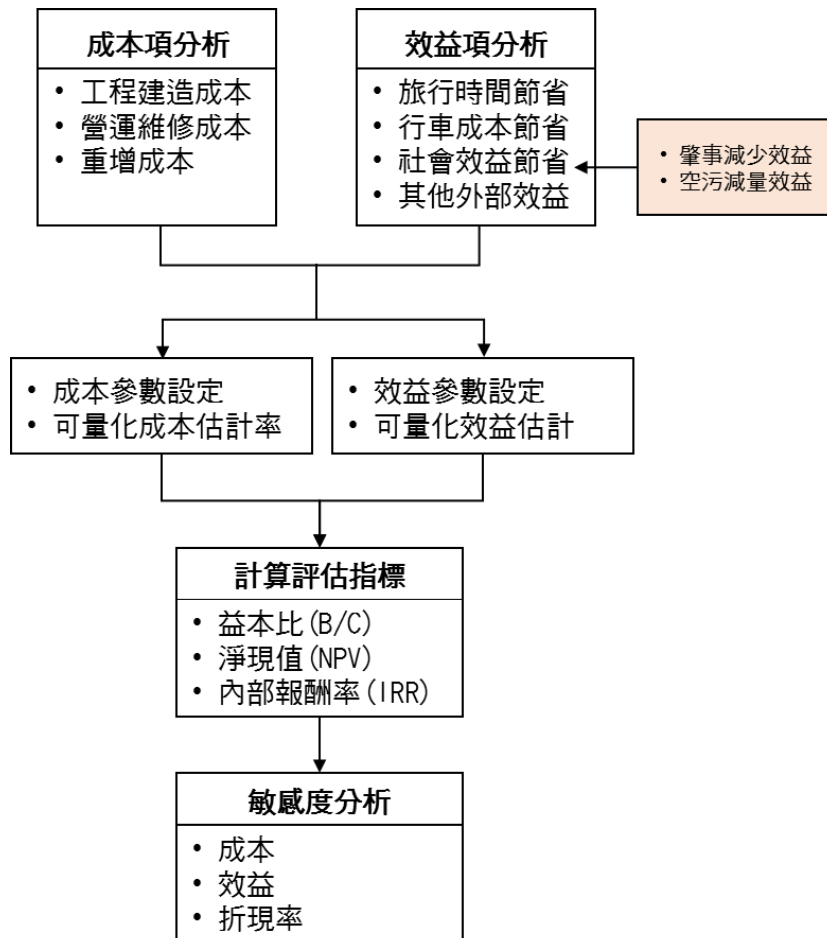 成本項分析
• 工程建造成本
• 營運維修成本
• 重增成本
效益項分析
• 旅行時間節省
• 行車成本節省
• 社會效益節省
• 其他外部效益
• 肇事減少效益
• 空污減量效益
• 成本參數設定
• 可量化成本估計率
• 效益參數設定
• 可量化效益估計
計算評估指標
• 益本比(B/C)
• 淨現值(NPV)
• 內部報酬率(IRR)
敏感度分析
• 成本
• 效益
• 折現率